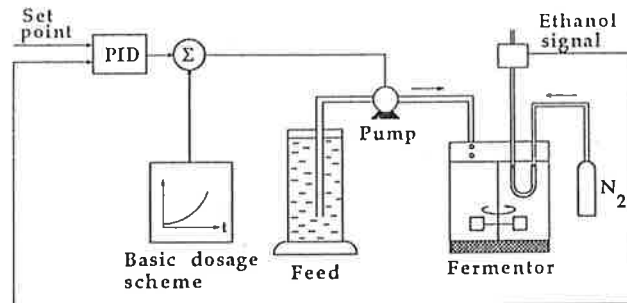 Set
point
PID
Σ
Ethanol
signal
Pump
N2
t
Basic dosage
scheme
Feed
Fermentor